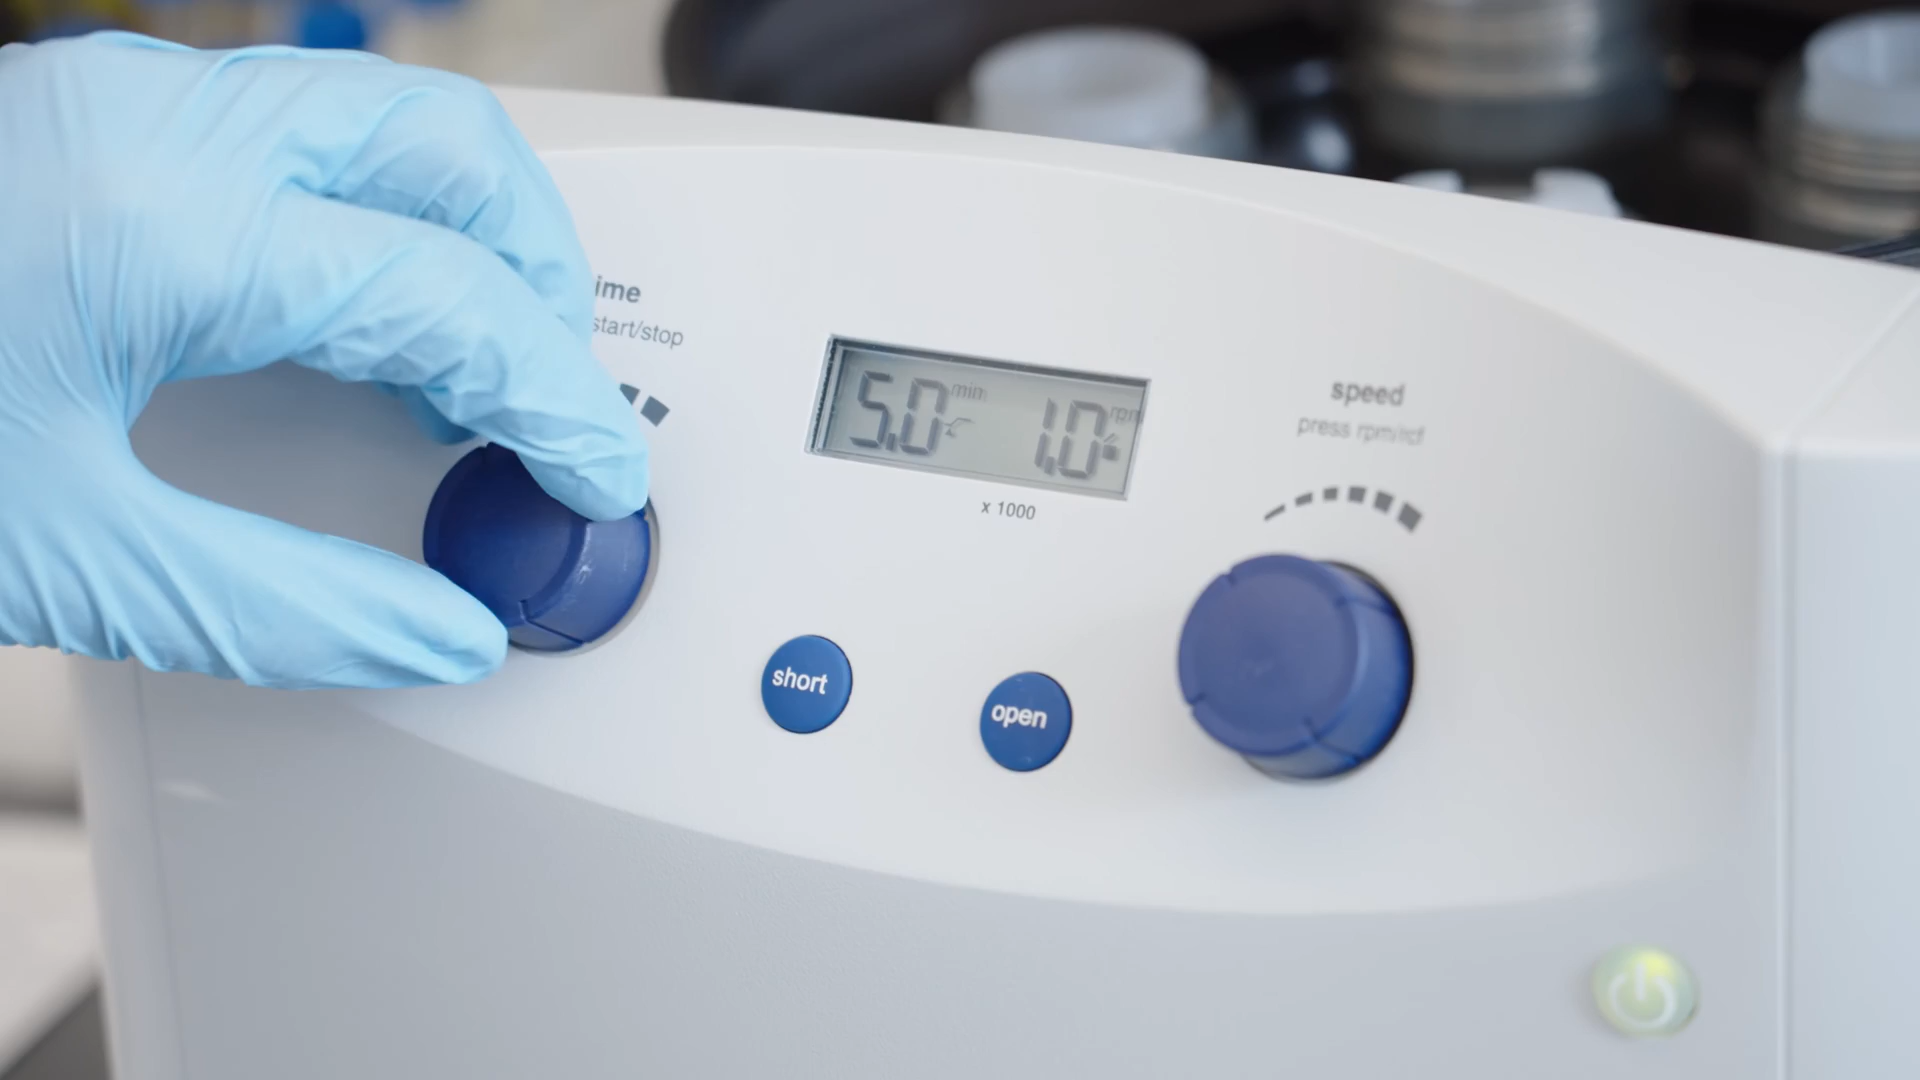 ime
start/stop
5.0 min 1.0 rpm
x 1000
speed
press rpm/rcf
short
open